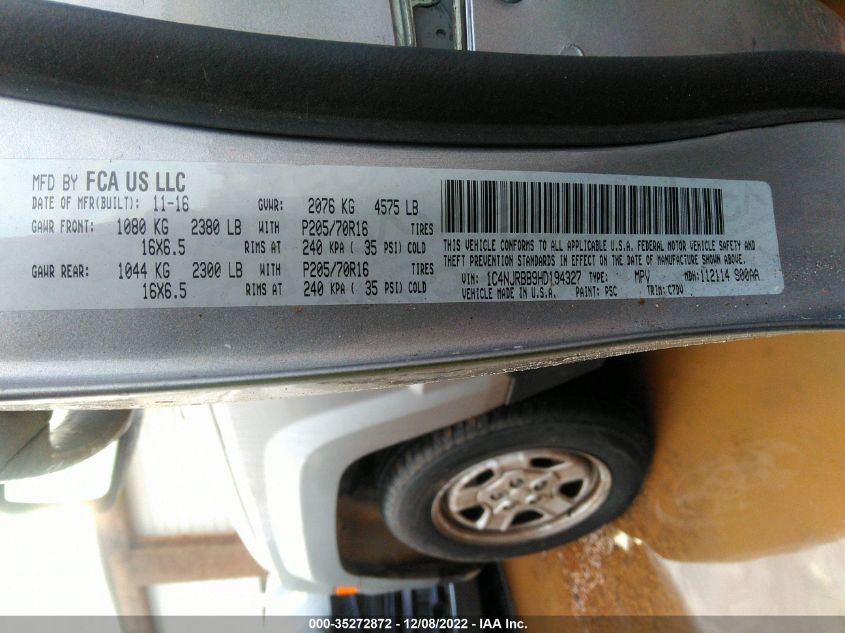 MFD BY FCA US LLC
DATE OF MFR(BUILT): 11-16 GVWR: 2076 KG 4575 LB
GAWR FRONT: 1080 KG 2380 LB WITH P205/70R16 TIRES
16X6.5 RIMS AT 240 KPA ( 35 PSI) COLD
GAWR REAR: 1044 KG 2300 LB WITH P205/70R16 TIRES
16X6.5 RIMS AT 240 KPA ( 35 PSI) COLD
THIS VEHICLE CONFORMS TO ALL APPLICABLE U.S.A. FEDERAL MOTOR VEHICLE SAFETY
AND THEFT PREVENTION STANDARDS IN EFFECT ON THE DATE OF MANUFACTURE SHOWN ABOVE.
VIN: 1C4NJRBB9HD194327 TYPE: MPV MDH: 112114 900AA
VEHICLE MADE IN U.S.A. PAINT: PSC TRIM: C7DV
000-35272872 - 12/08/2022 - IAA Inc.